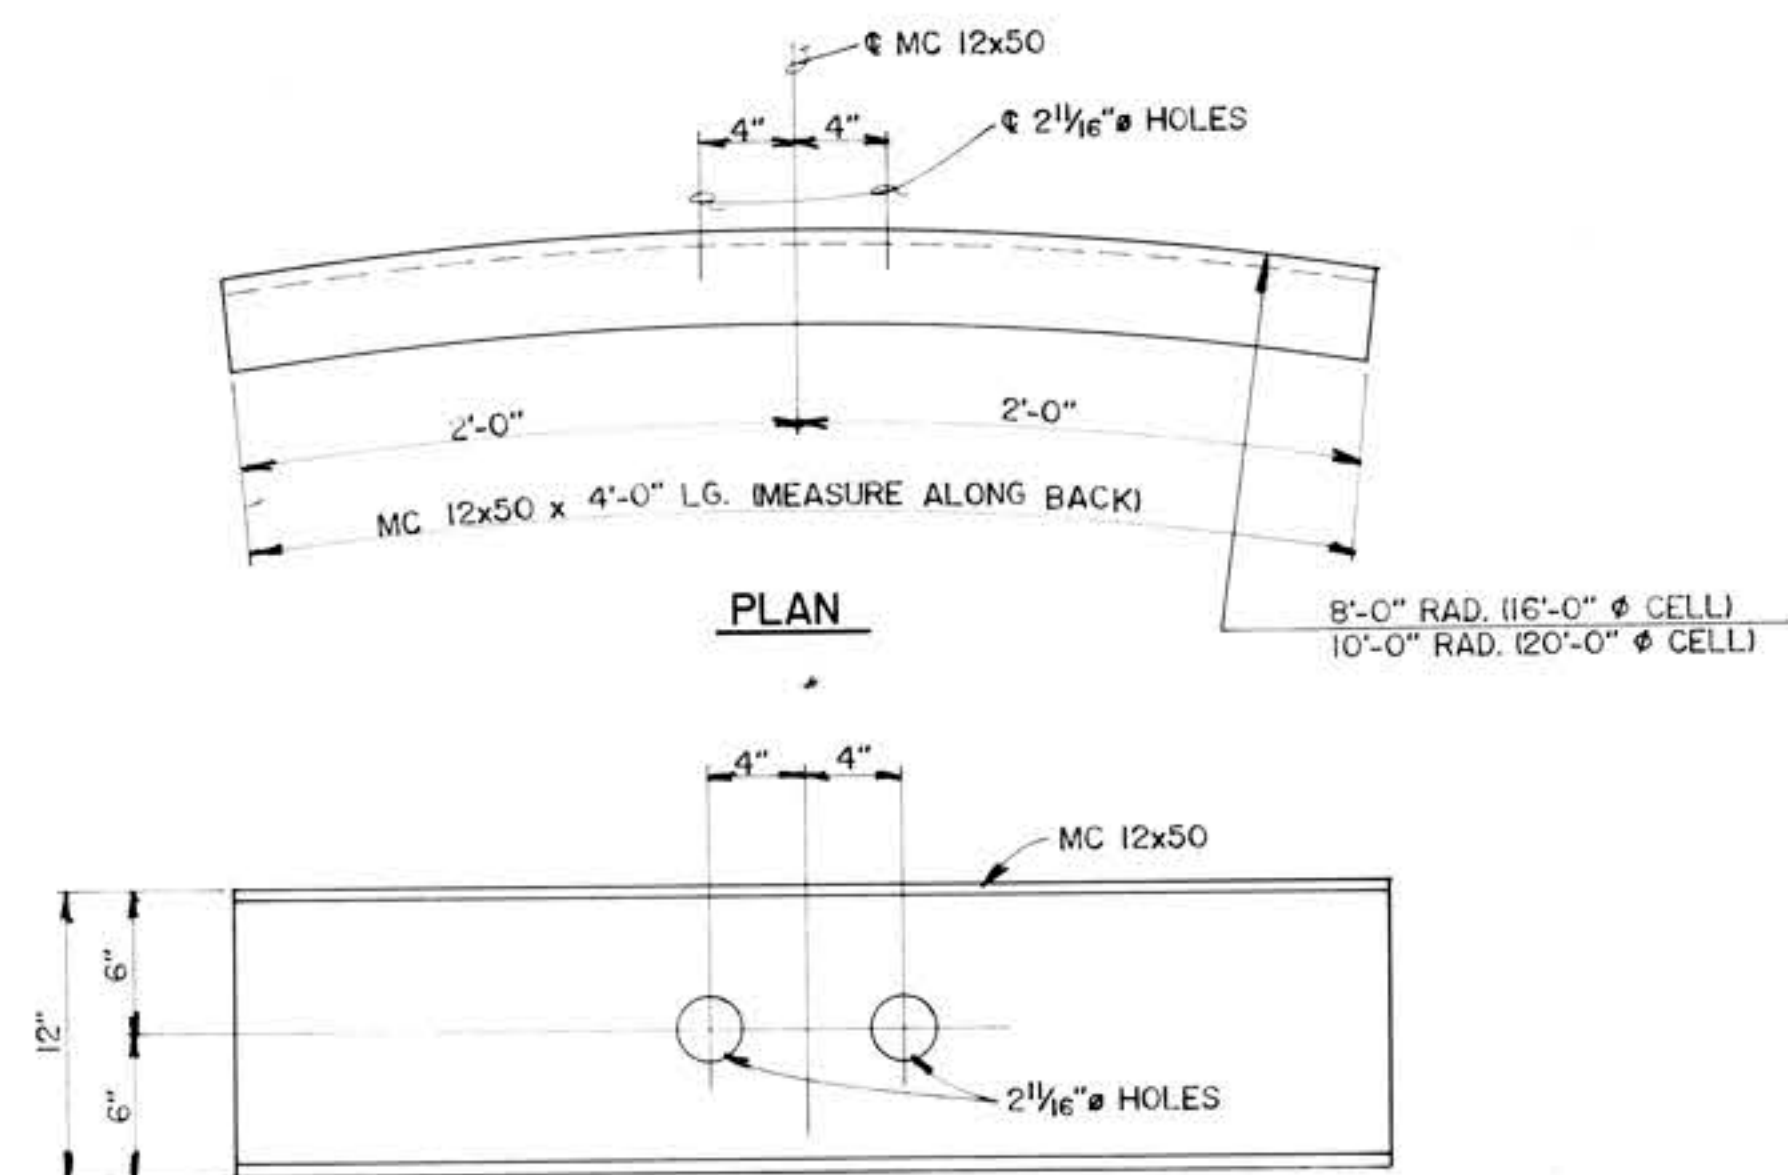 ℄ MC 12x50
4" 4"
℄ 2 11/16"ø HOLES
2'-0" 2'-0"
MC 12x50 x 4'-0" LG. (MEASURE ALONG BACK)
PLAN
8'-0" RAD. (16'-0" ø CELL)
10'-0" RAD. (20'-0" ø CELL)
4" 4"
MC 12x50
6"
12"
6"
2 11/16"ø HOLES